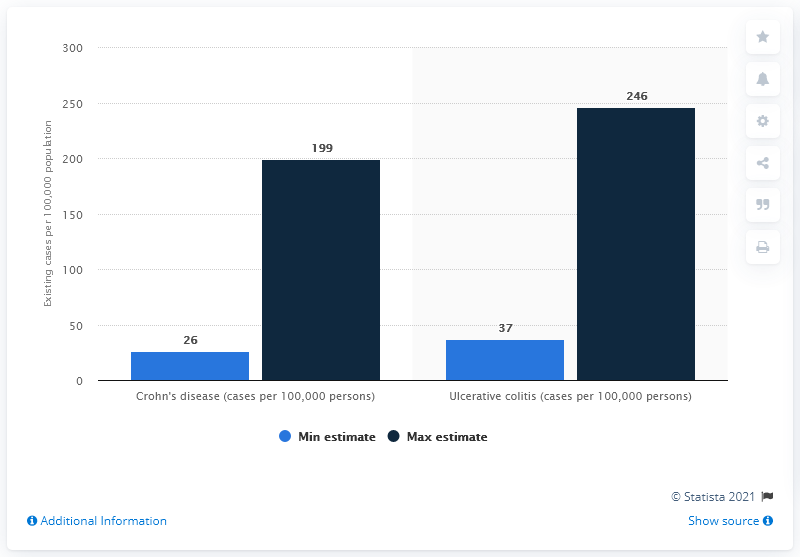 300
250
200
150
100
50
0
Existing cases per 100,000 population
26
199
37
246
Crohn's disease (cases per 100,000 persons)
Ulcerative colitis (cases per 100,000 persons)
Min estimate
Max estimate
© Statista 2021
Additional Information
Show source